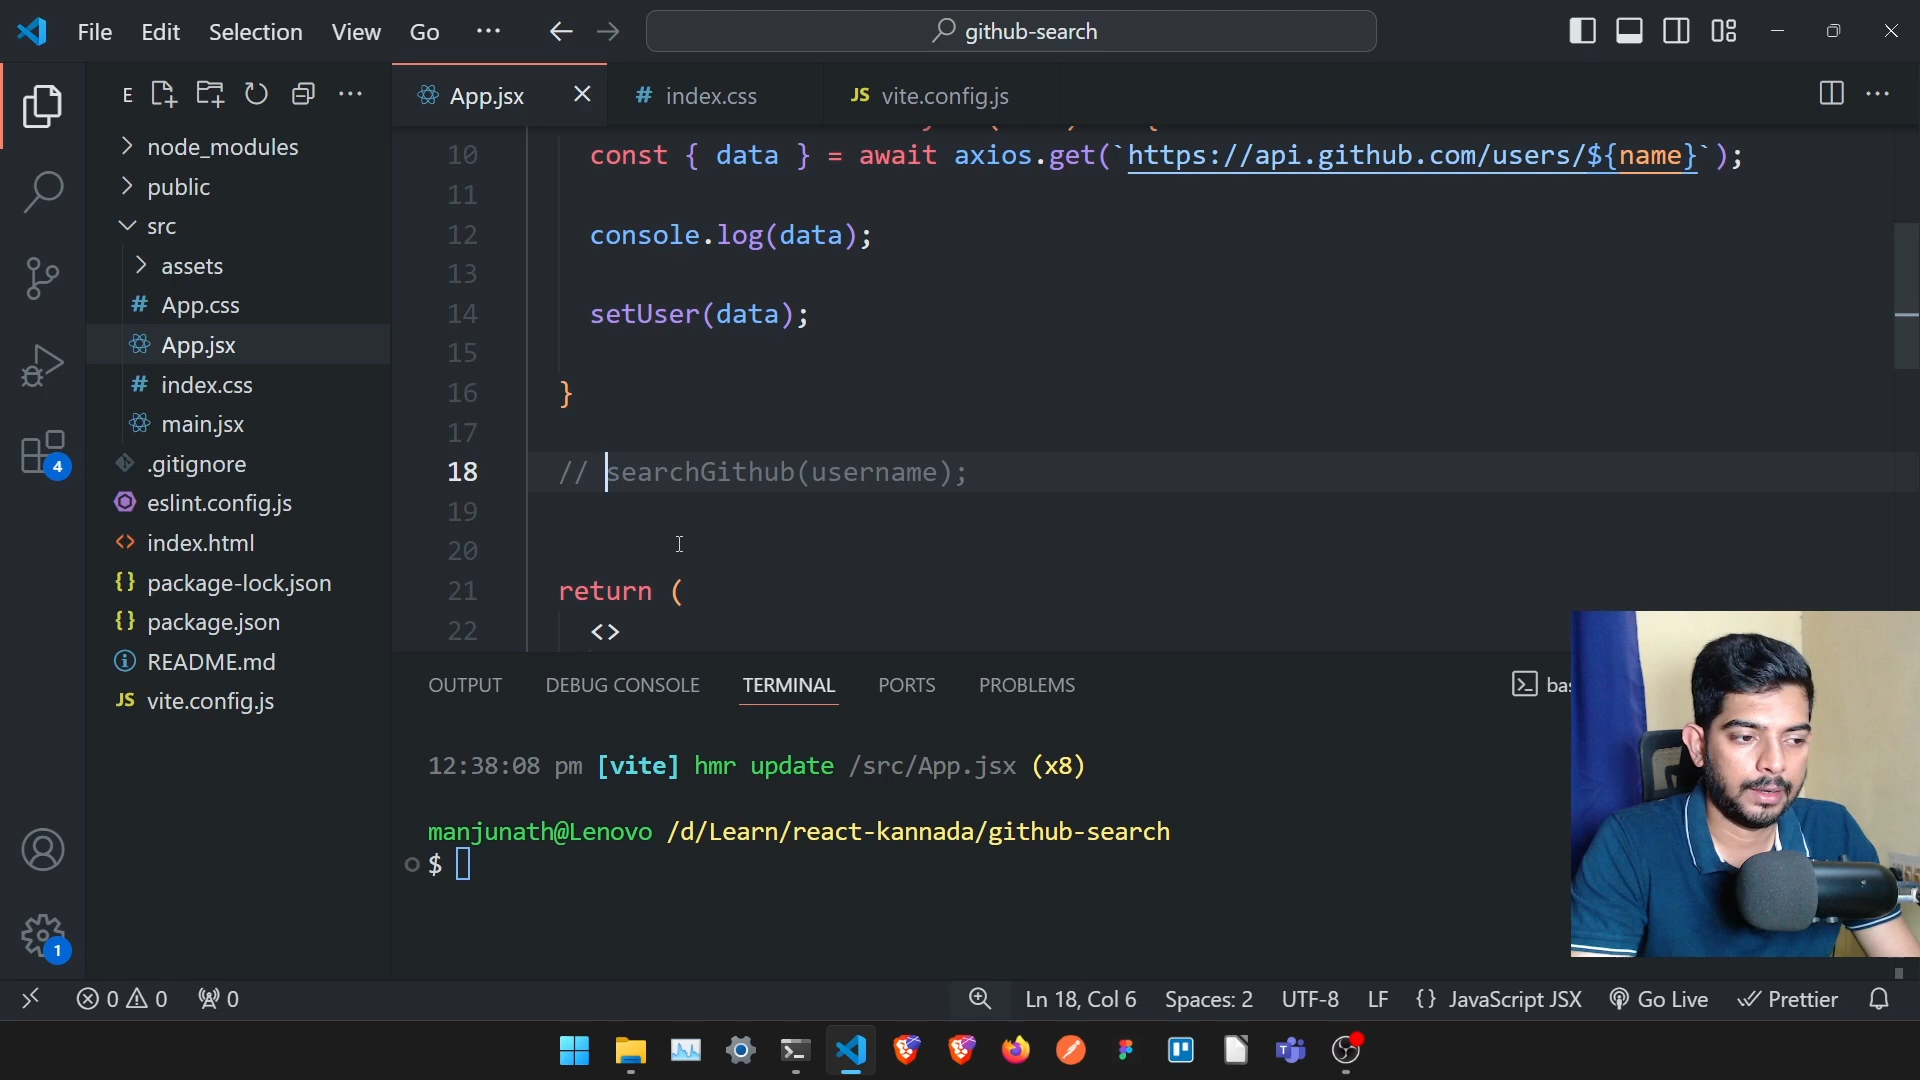 File Edit Selection View Go ··· github-search
E
App.jsx
# index.css
JS vite.config.js
node_modules
public
src
assets
# App.css
App.jsx
# index.css
main.jsx
.gitignore
eslint.config.js
<> index.html
{} package-lock.json
{} package.json
README.md
JS vite.config.js
4
1
10 const { data } = await axios.get(`https://api.github.com/users/${name}`);
11
12 console.log(data);
13
14 setUser(data);
15
16 }
17
18 // searchGithub(username);
19
20
21 return (
22 <>
OUTPUT DEBUG CONSOLE TERMINAL PORTS PROBLEMS
12:38:08 pm [vite] hmr update /src/App.jsx (x8)
manjunath@Lenovo /d/Learn/react-kannada/github-search
$
0 0 0 Ln 18, Col 6 Spaces: 2 UTF-8 LF {} JavaScript JSX Go Live Prettier